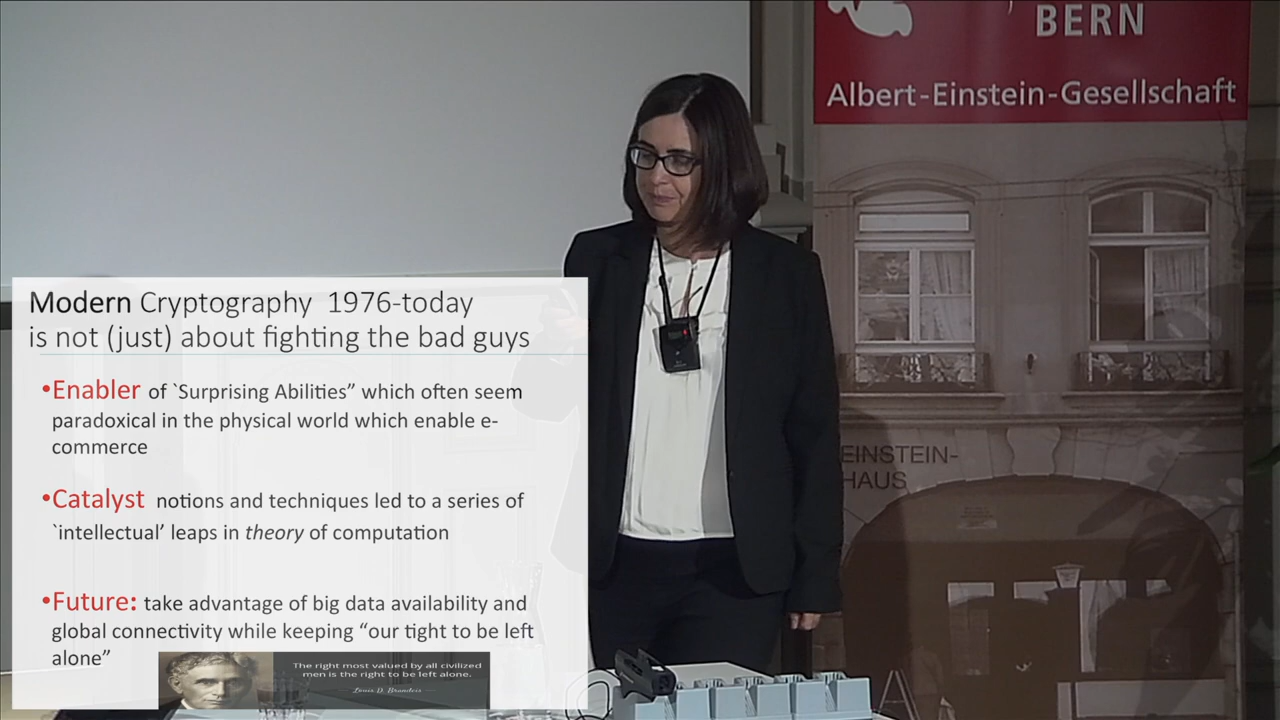 BERN
Albert-Einstein-Gesellschaft
Modern Cryptography 1976-today
is not (just) about fighting the bad guys
•Enabler of `Surprising Abilities” which often seem
paradoxical in the physical world which enable e-
commerce
•Catalyst notions and techniques led to a series of
`intellectual’ leaps in theory of computation
•Future: take advantage of big data availability and
global connectivity while keeping “our tight to be left
alone”
The right most valued by all civilized
men is the right to be left alone.
Louis D. Brandeis
EINSTEIN-
HAUS